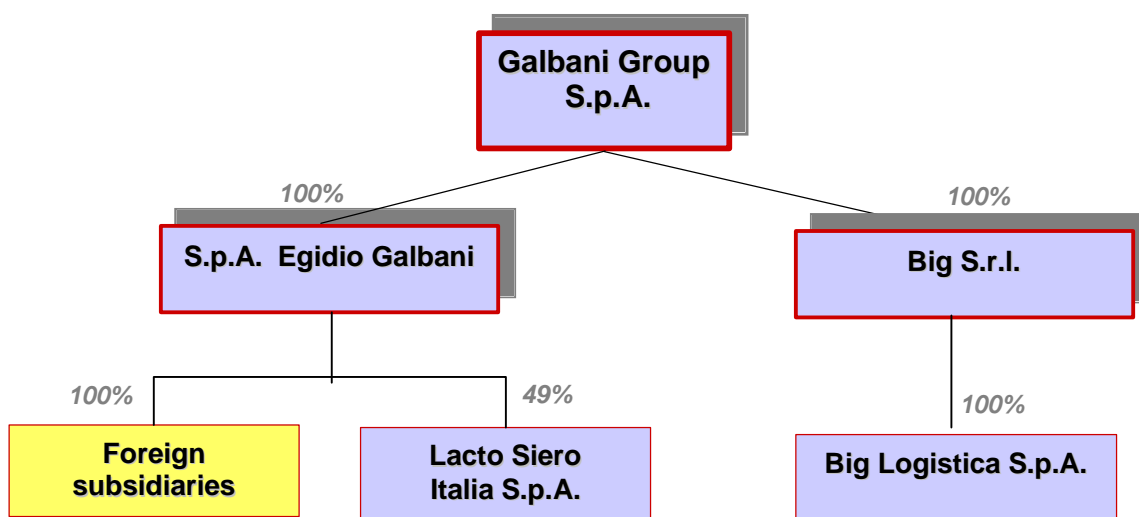 Galbani Group
S.p.A.
100%
100%
S.p.A. Egidio Galbani
Big S.r.l.
100%
49%
100%
Foreign
subsidiaries
Lacto Siero
Italia S.p.A.
Big Logistica S.p.A.